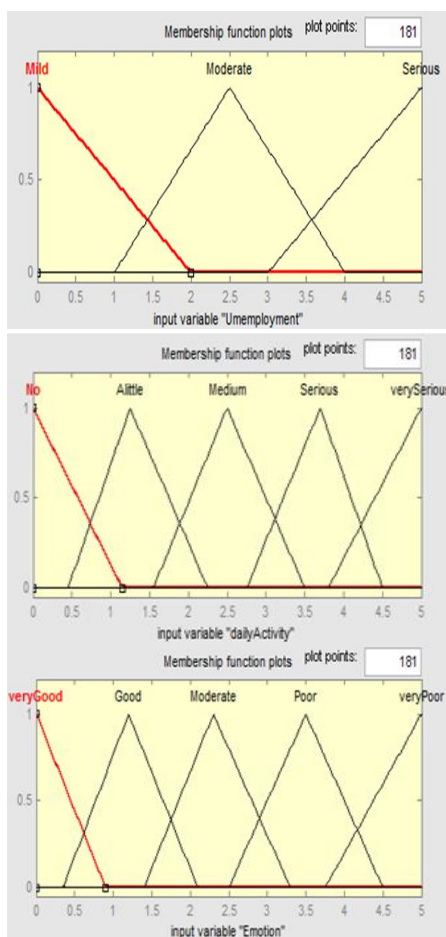 Membership function plots plot points: 181
Mild Moderate Serious
1
0.5
0
0 0.5 1 1.5 2 2.5 3 3.5 4 4.5 5
input variable "Umemployment"
Membership function plots plot points: 181
No Alittle Medium Serious verySerious
1
0.5
0
0 0.5 1 1.5 2 2.5 3 3.5 4 4.5 5
input variable "dailyActivity"
Membership function plots plot points: 181
veryGood Good Moderate Poor veryPoor
1
0.5
0
0 0.5 1 1.5 2 2.5 3 3.5 4 4.5 5
input variable "Emotion"